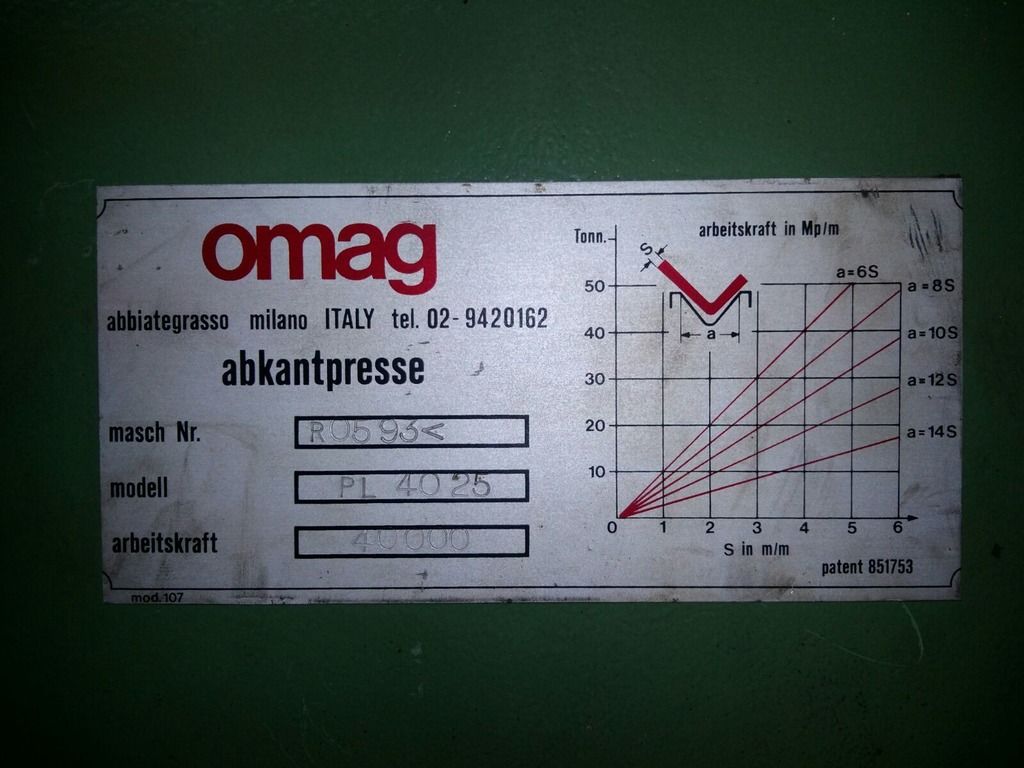 omag
abbiategrasso milano ITALY tel. 02-9420162
abkantpresse
masch Nr. R0593<
modell PL 4025
arbeitskraft 40000
mod.107
Tonn.
arbeitskraft in Mp/m
S
a
50
40
30
20
10
0 1 2 3 4 5 6
a=6S
a=8S
a=10S
a=12S
a=14S
S in m/m
patent 851753